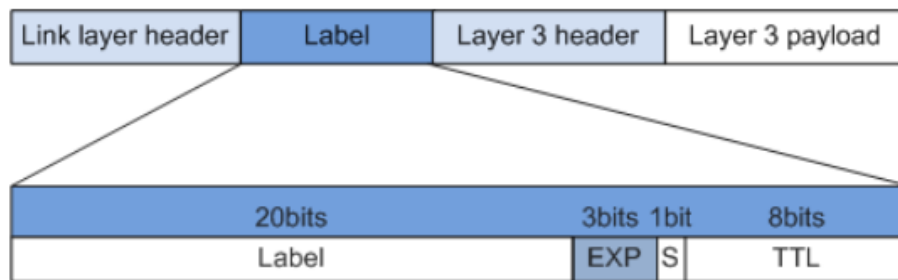 Link layer header Label Layer 3 header Layer 3 payload
20bits 3bits 1bit 8bits
Label EXP S TTL